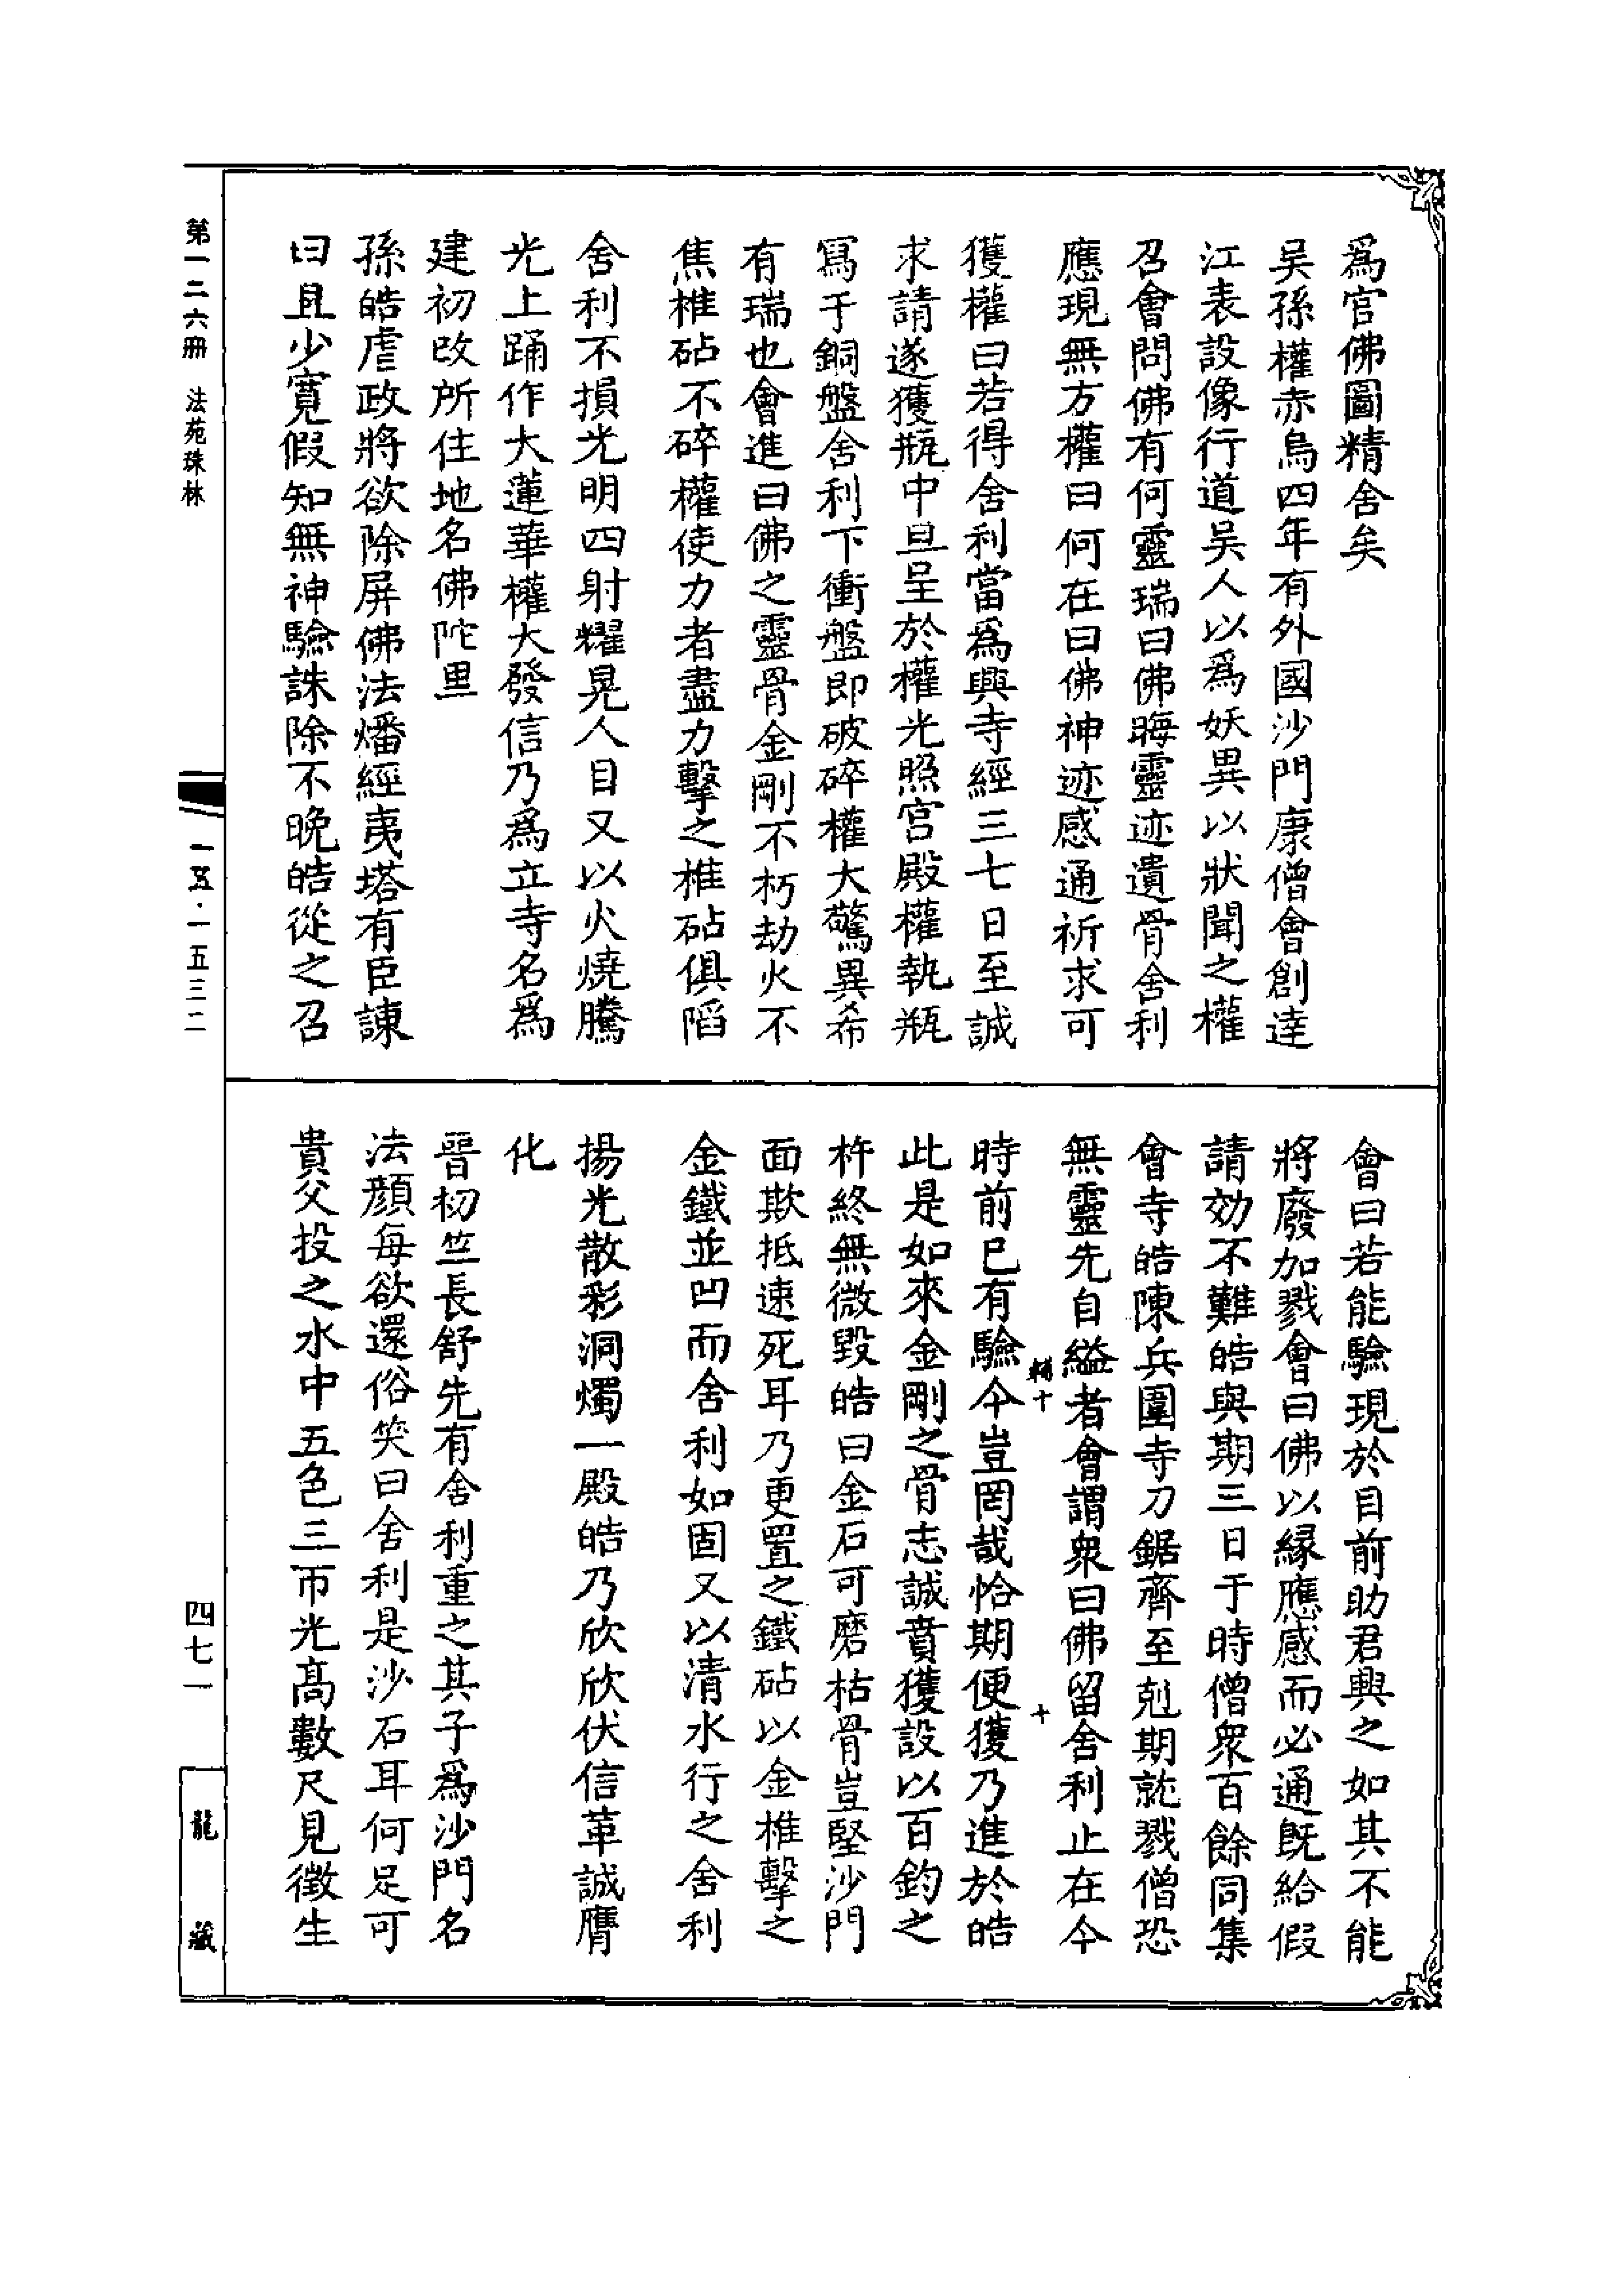 爲官佛圖精舍矣
吳孫權赤烏四年有外國沙門康僧會創達
江表設像行道吳人以爲妖異以狀聞之權
召會問佛有何靈瑞曰佛晦靈迹遺骨舍利
應現無方權曰何在曰佛神迹感通祈求可
獲權曰若得舍利當爲興寺經三七日至誠
求請遂獲瓶中旦呈於權光照宮殿權執瓶
寫于銅盤舍利下衝盤即破碎權大驚異希
有瑞也會進曰佛之靈骨金剛不朽劫火不
焦椎砧不碎權使力者盡力擊之椎砧俱陷
舍利不損光明四射耀晃人目又以火燒騰
光上踊作大蓮華權大發信乃爲立寺名爲
建初改所住地名佛陀里
孫皓虐政將欲除屏佛法燔經夷塔有臣諫
曰且少寬假知無神驗誅除不晚皓從之召
會曰若能驗現於目前助君興之如其不能
將廢加戮會曰佛以緣應感而必通旣給假
請効不難皓與期三日于時僧衆百餘同集
會寺皓陳兵圍寺刀鋸齊至剋期就戮僧恐
無靈先自縊者會謂衆曰佛留舍利止在今
時前已有驗今豈罔哉恰期便獲乃進於皓
此是如來金剛之骨志誠賁獲設以百鈞之
杵終無微毀皓曰金石可磨枯骨豈堅沙門
面欺抵速死耳乃更置之鐵砧以金椎擊之
金鐵並凹而舍利如固又以清水行之舍利
揚光散彩洞燭一殿皓乃欣欣伏信革誠膺
化
晉初竺長舒先有舍利重之其子爲沙門名
法顏每欲還俗笑曰舍利是沙石耳何足可
貴父投之水中五色三帀光高數尺見徵生
輔十
十
第一二六冊 法苑珠林
一五·一五三二
四七一
龍藏